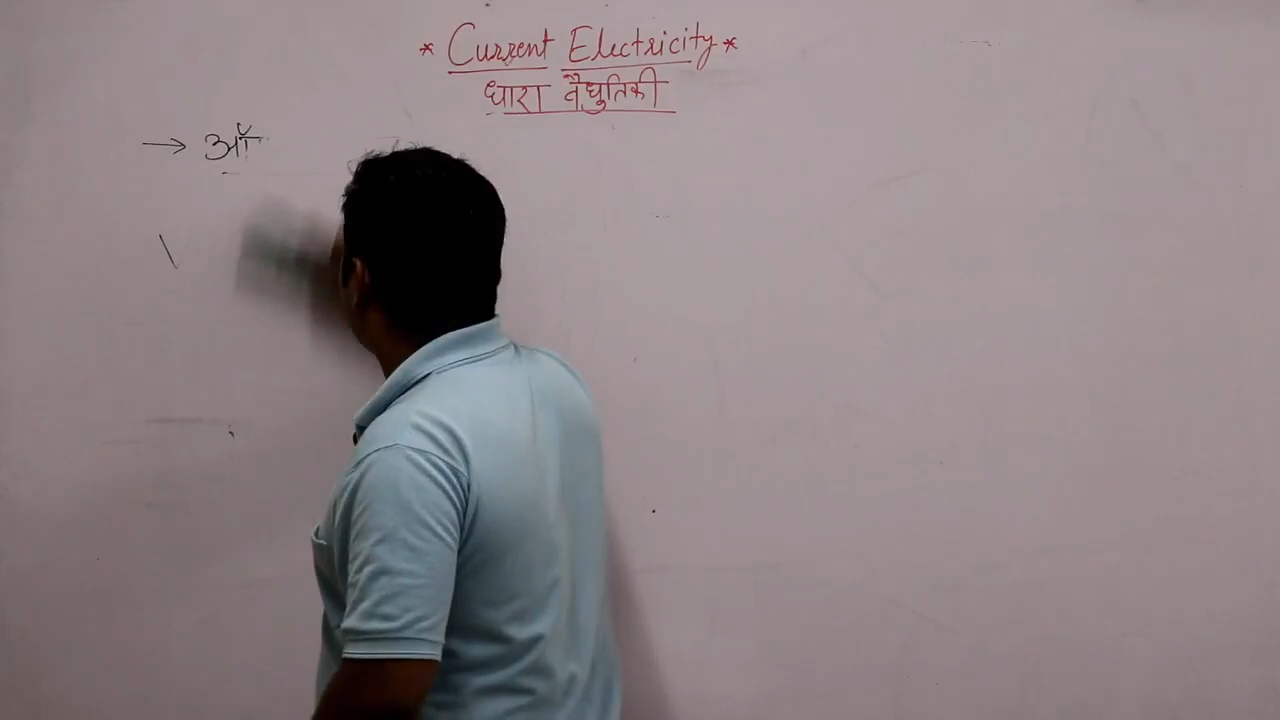 * Current Electricity *
धारा वैधुतिकी
→ ऑ
\